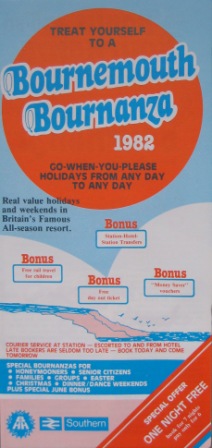 TREAT YOURSELF
TO A
Bournemouth
Bournanza
1982
GO-WHEN-YOU-PLEASE
HOLIDAYS FROM ANY DAY
TO ANY DAY
Real value holidays
and weekends in
Britain's Famous
All-season resort.
Bonus
Station-Hotel-
Station Transfers
Bonus
Free rail travel
for children
Bonus
Free
day out ticket
Bonus
"Money Saver"
vouchers
COURIER SERVICE AT STATION — ESCORTED TO AND FROM HOTEL
LATE BOOKERS ARE SELDOM TOO LATE — BOOK TODAY AND COME
TOMORROW
SPECIAL BOURNANZAS FOR
• HONEYMOONERS • SENIOR CITIZENS
• FAMILIES • GROUPS • EASTER
• CHRISTMAS • DINNER/DANCE WEEKENDS
PLUS SPECIAL JUNE BONUS
SPECIAL OFFER
ONE NIGHT FREE
Southern